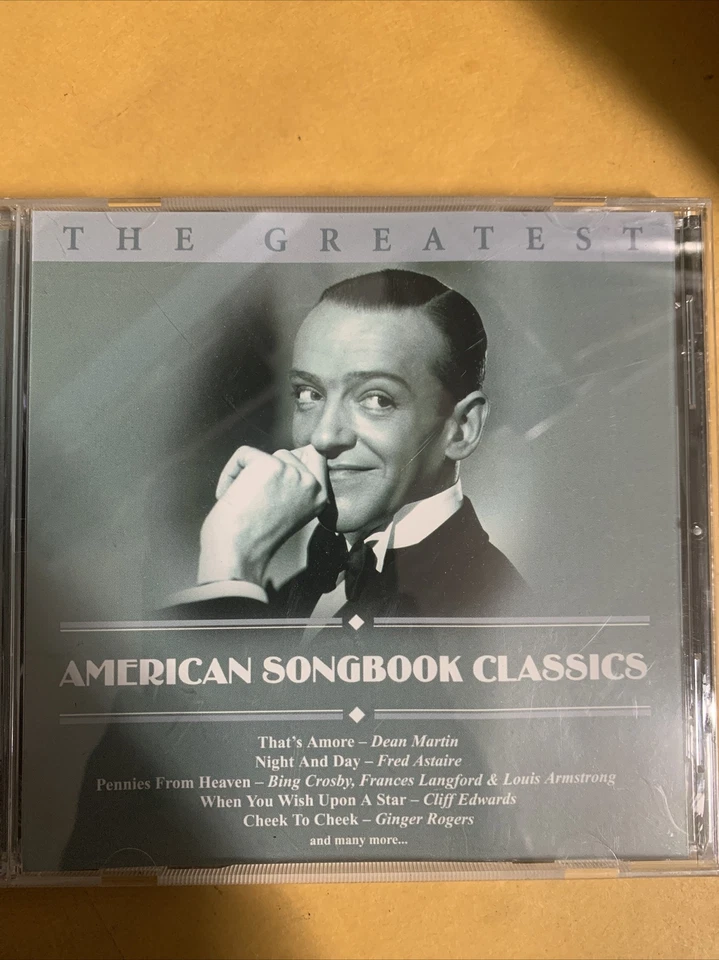 THE GREATEST
AMERICAN SONGBOOK CLASSICS
That's Amore – Dean Martin
Night And Day – Fred Astaire
Pennies From Heaven – Bing Crosby, Frances Langford & Louis Armstrong
When You Wish Upon A Star – Cliff Edwards
Cheek To Cheek – Ginger Rogers
and many more...